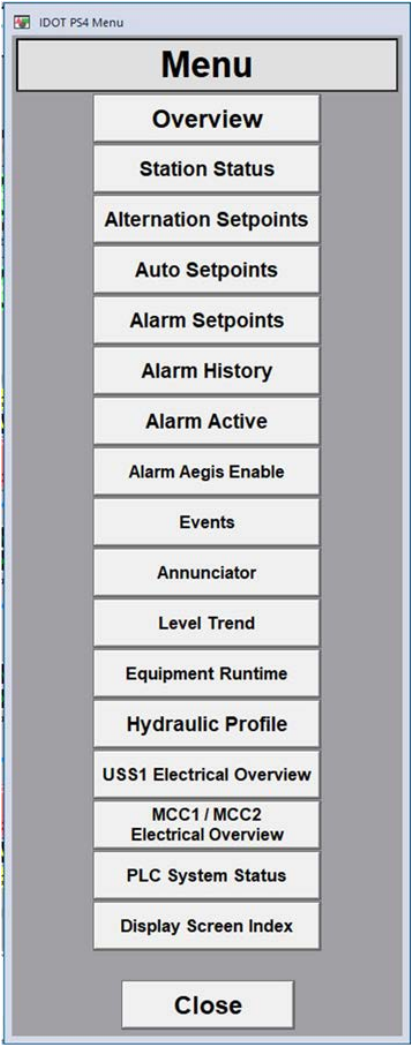 IDOT PS4 Menu
Menu
Overview
Station Status
Alternation Setpoints
Auto Setpoints
Alarm Setpoints
Alarm History
Alarm Active
Alarm Aegis Enable
Events
Annunciator
Level Trend
Equipment Runtime
Hydraulic Profile
USS1 Electrical Overview
MCC1 / MCC2
Electrical Overview
PLC System Status
Display Screen Index
Close